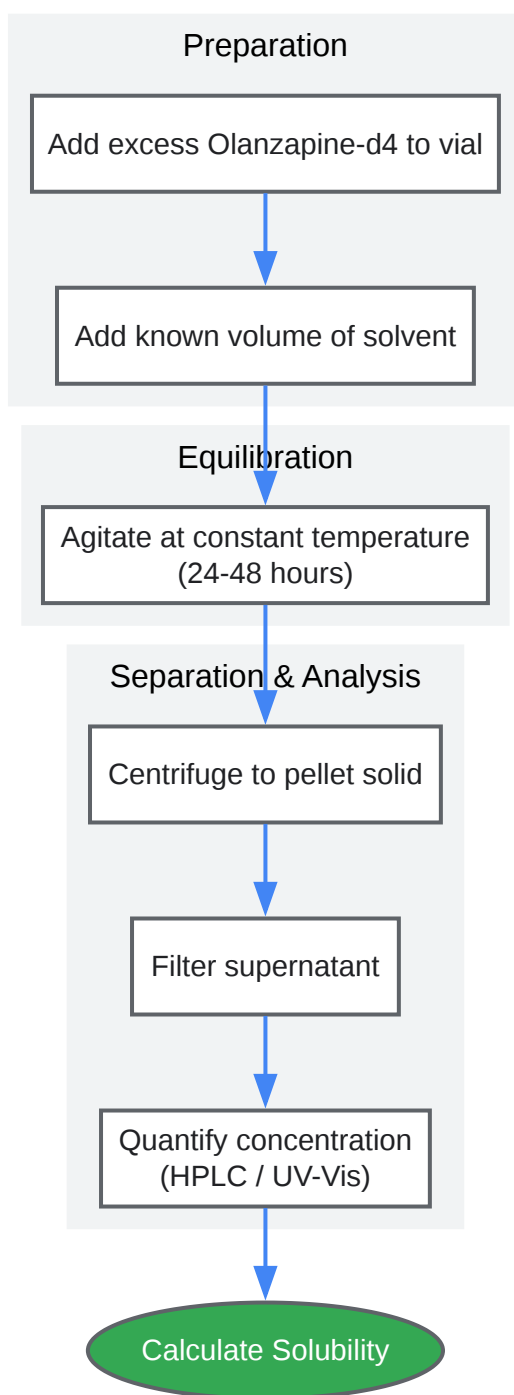 Preparation
Add excess Olanzapine-d4 to vial
Add known volume of solvent
Equilibration
Agitate at constant temperature
(24-48 hours)
Separation & Analysis
Centrifuge to pellet solid
Filter supernatant
Quantify concentration
(HPLC / UV-Vis)
Calculate Solubility